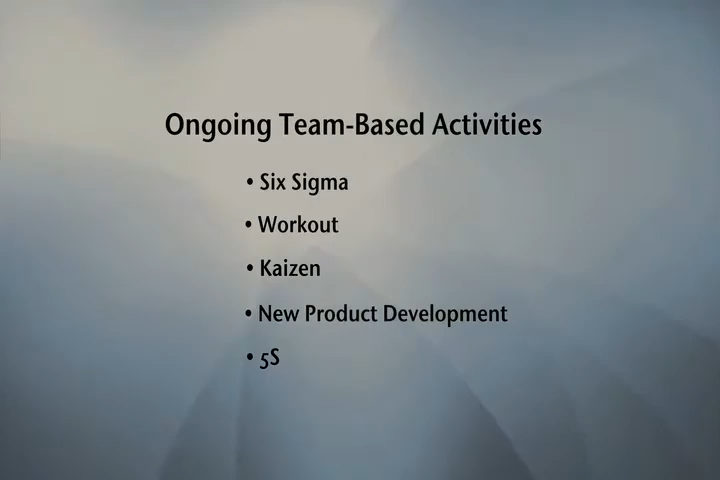 Ongoing Team-Based Activities
• Six Sigma
• Workout
• Kaizen
• New Product Development
• 5S